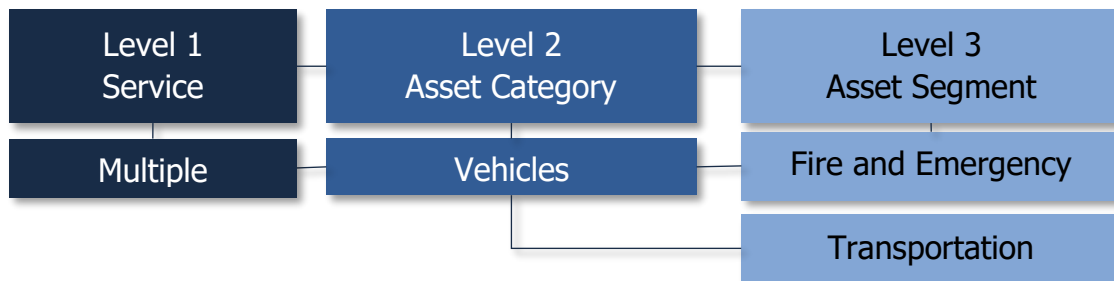 Level 1
Service
Level 2
Asset Category
Level 3
Asset Segment
Multiple
Vehicles
Fire and Emergency
Transportation